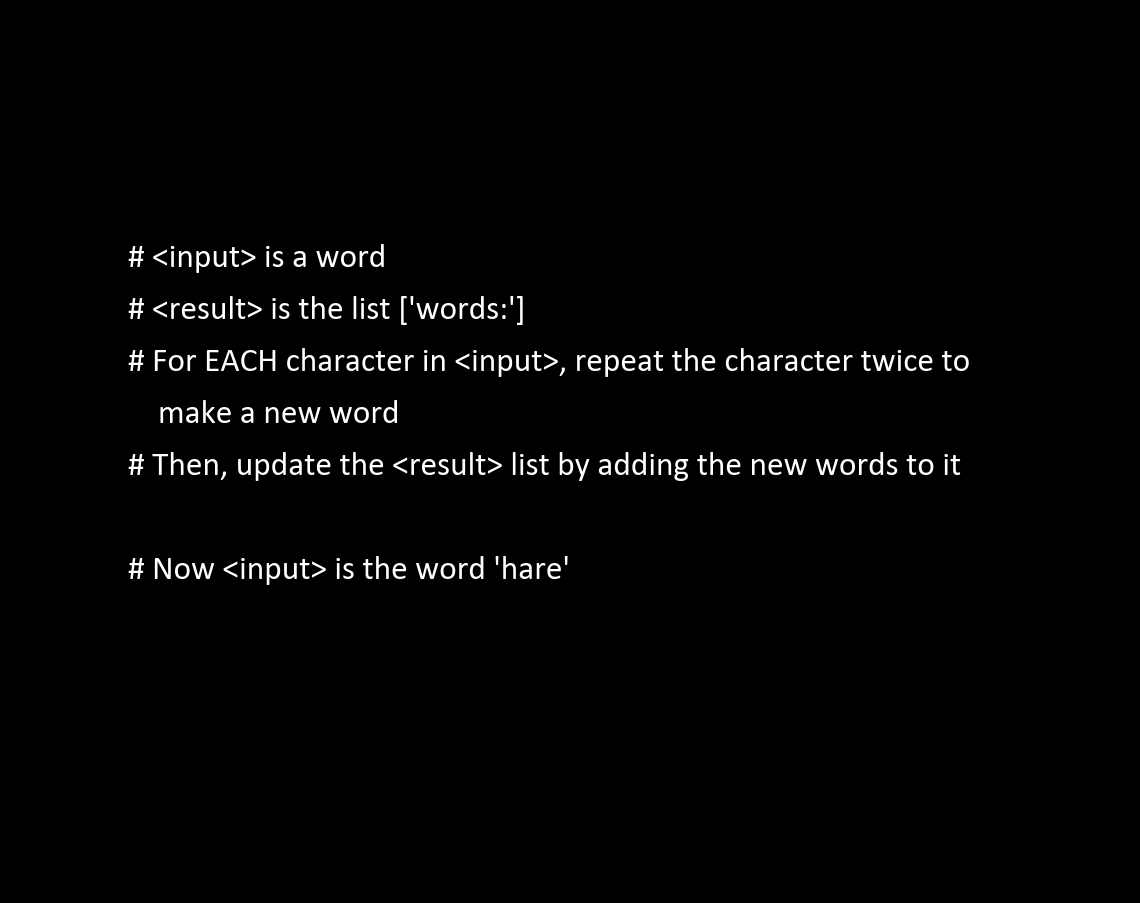 # <input> is a word
# <result> is the list ['words:']
# For EACH character in <input>, repeat the character twice to
make a new word
# Then, update the <result> list by adding the new words to it
# Now <input> is the word 'hare'